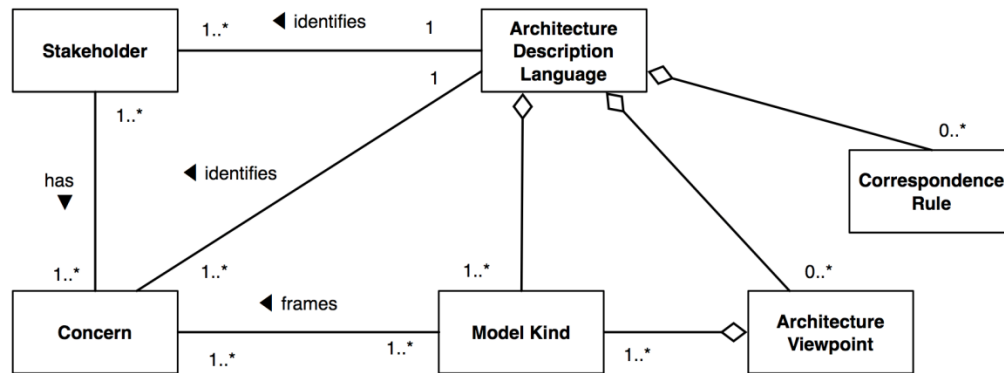 ◀ identifies
1..*
1
Stakeholder
Architecture
Description
Language
1
1..*
0..*
◀ identifies
has
▼
Correspondence
Rule
1..*
1..*
1..*
0..*
◀ frames
Concern
Model Kind
Architecture
Viewpoint
1..*
1..*
1..*